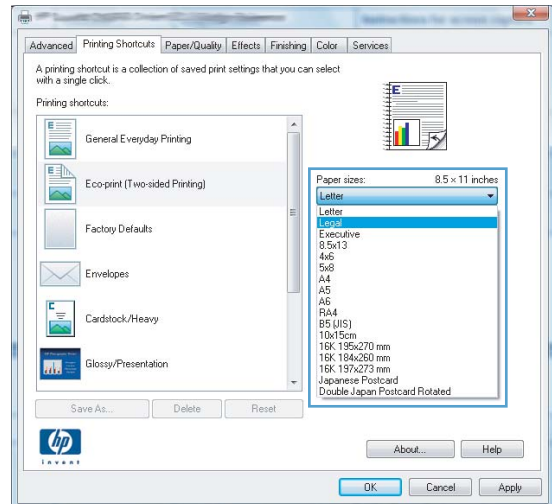 Advanced Printing Shortcuts Paper/Quality Effects Finishing Color Services
A printing shortcut is a collection of saved print settings that you can select
with a single click.
Printing shortcuts:
General Everyday Printing
Eco-print (Two-sided Printing)
Factory Defaults
Envelopes
Cardstock/Heavy
Glossy/Presentation
Paper sizes: 8.5 × 11 inches
Letter
Letter
Legal
Executive
8.5x13
4x6
5x8
A4
A5
A6
RA4
B5 (JIS)
10x15cm
16K 195x270 mm
16K 184x260 mm
16K 197x273 mm
Japanese Postcard
Double Japan Postcard Rotated
Save As... Delete Reset
hp
invent
About... Help
OK Cancel Apply